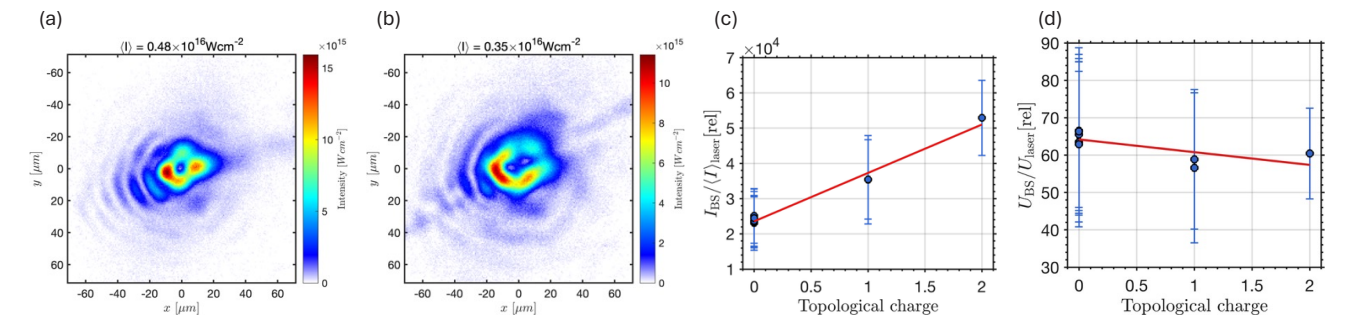 (a)
⟨I⟩ = 0.48×10¹⁶Wcm⁻²
×10¹⁵
-60
-40
-20
0
20
40
60
y [μm]
-60 -40 -20 0 20 40 60
x [μm]
15
10
5
0
Intensity [Wcm⁻²]
(b)
⟨I⟩ = 0.35×10¹⁶Wcm⁻²
×10¹⁵
-60
-40
-20
0
20
40
60
y [μm]
-60 -40 -20 0 20 40 60
x [μm]
10
8
6
4
2
0
Intensity [Wcm⁻²]
(c)
×10⁴
7
6
5
4
3
2
1
I_BS/⟨I⟩_laser[rel]
0 0.5 1 1.5 2
Topological charge
(d)
90
80
70
60
50
40
30
U_BS/U_laser[rel]
0 0.5 1 1.5 2
Topological charge